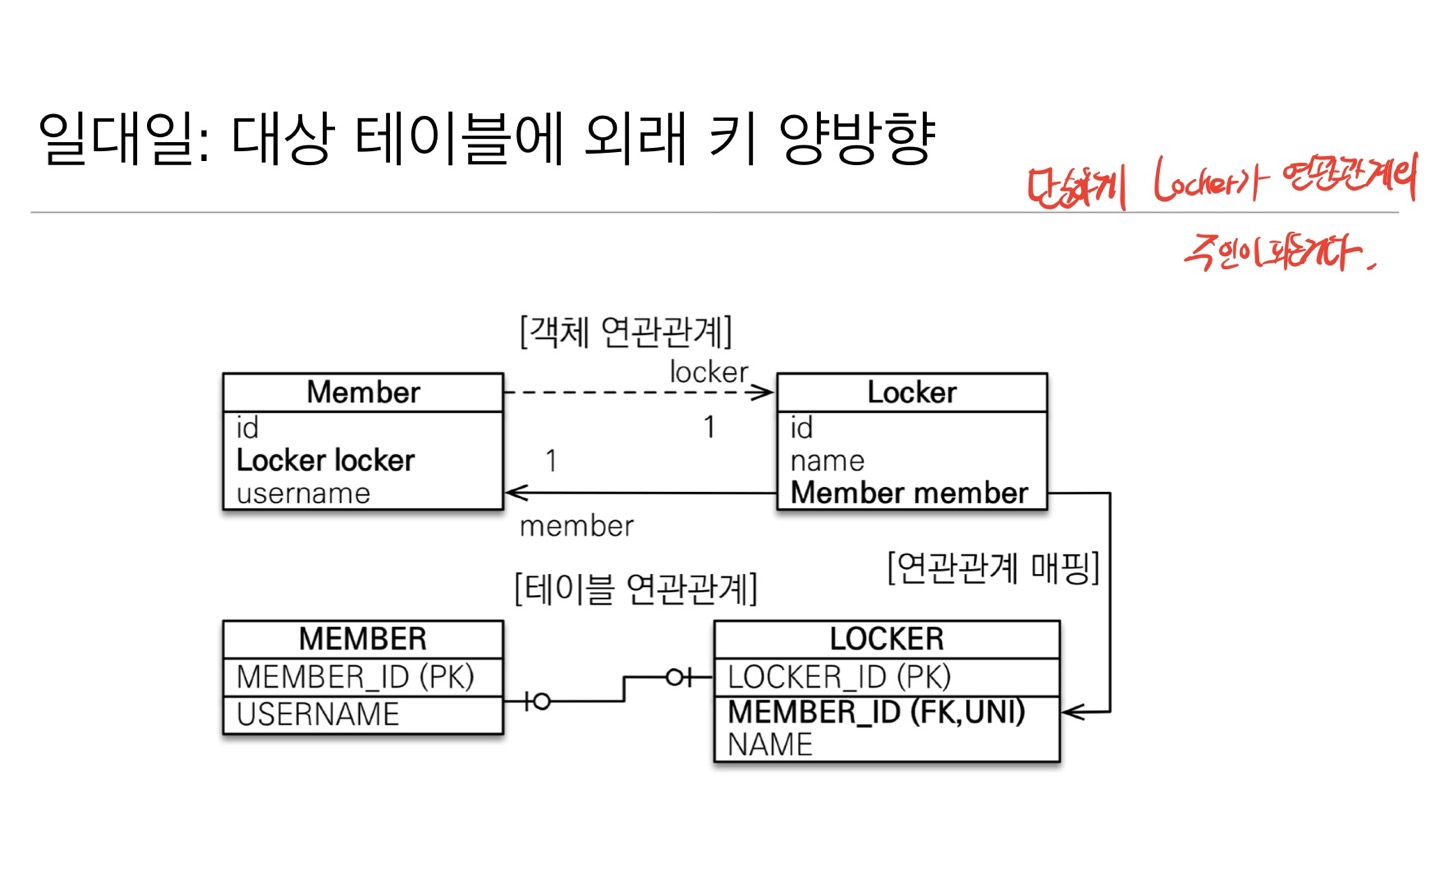 일대일: 대상 테이블에 외래 키 양방향
단순하게 Locker가 연관관계의
주인이 되는거다.
[객체 연관관계]
locker
Member
Locker
id
Locker locker
username
1
1
id
name
Member member
member
[연관관계 매핑]
[테이블 연관관계]
MEMBER
MEMBER_ID (PK)
USERNAME
LOCKER
LOCKER_ID (PK)
MEMBER_ID (FK,UNI)
NAME